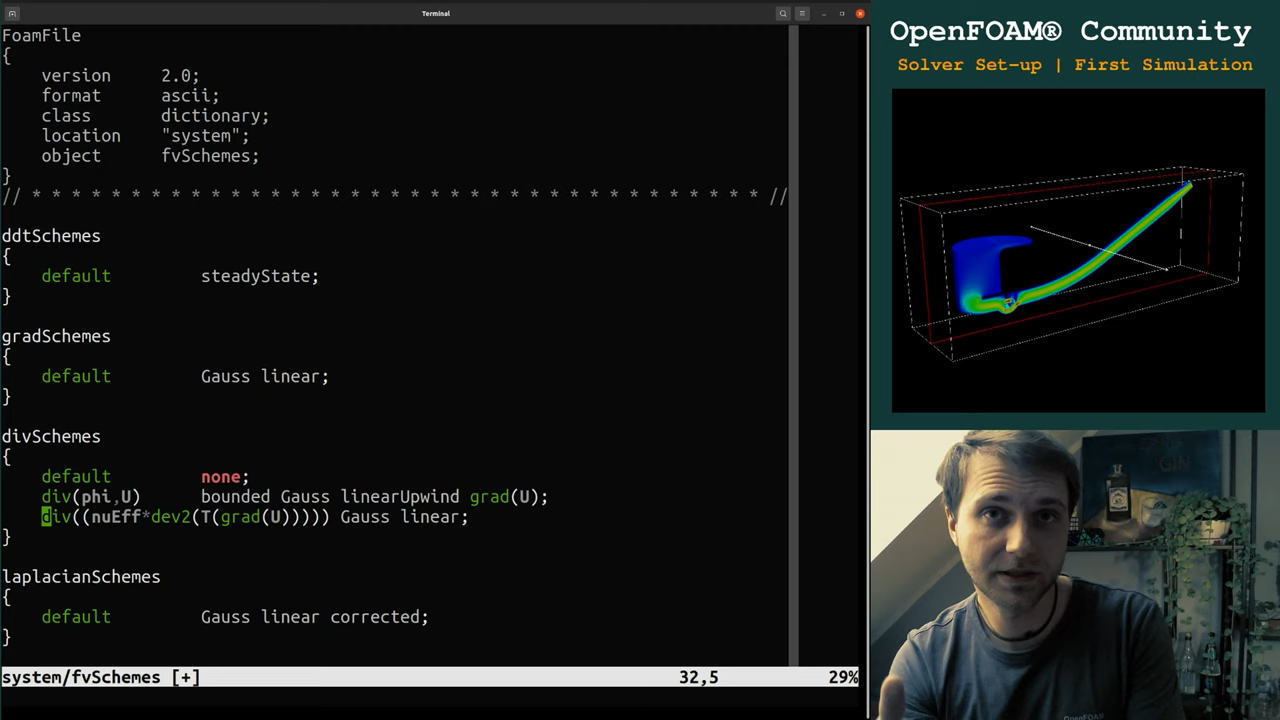 Terminal
FoamFile
{
version 2.0;
format ascii;
class dictionary;
location "system";
object fvSchemes;
}
// * * * * * * * * * * * * * * * * * * * * * * * * * * * * * * * * * * * * * //
ddtSchemes
{
default steadyState;
}
gradSchemes
{
default Gauss linear;
}
divSchemes
{
default none;
div(phi,U) bounded Gauss linearUpwind grad(U);
div((nuEff*dev2(T(grad(U))))) Gauss linear;
}
laplacianSchemes
{
default Gauss linear corrected;
}
system/fvSchemes [+] 32,5 29%
OpenFOAM® Community
Solver Set-up | First Simulation
GIN
OpenFOAM